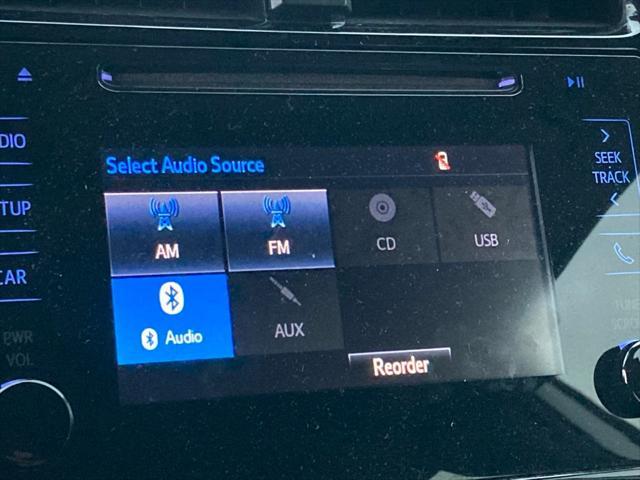 DIO
TUP
CAR
PWR
VOL
Select Audio Source
AM
FM
CD
USB
Audio
AUX
Reorder
SEEK
TRACK